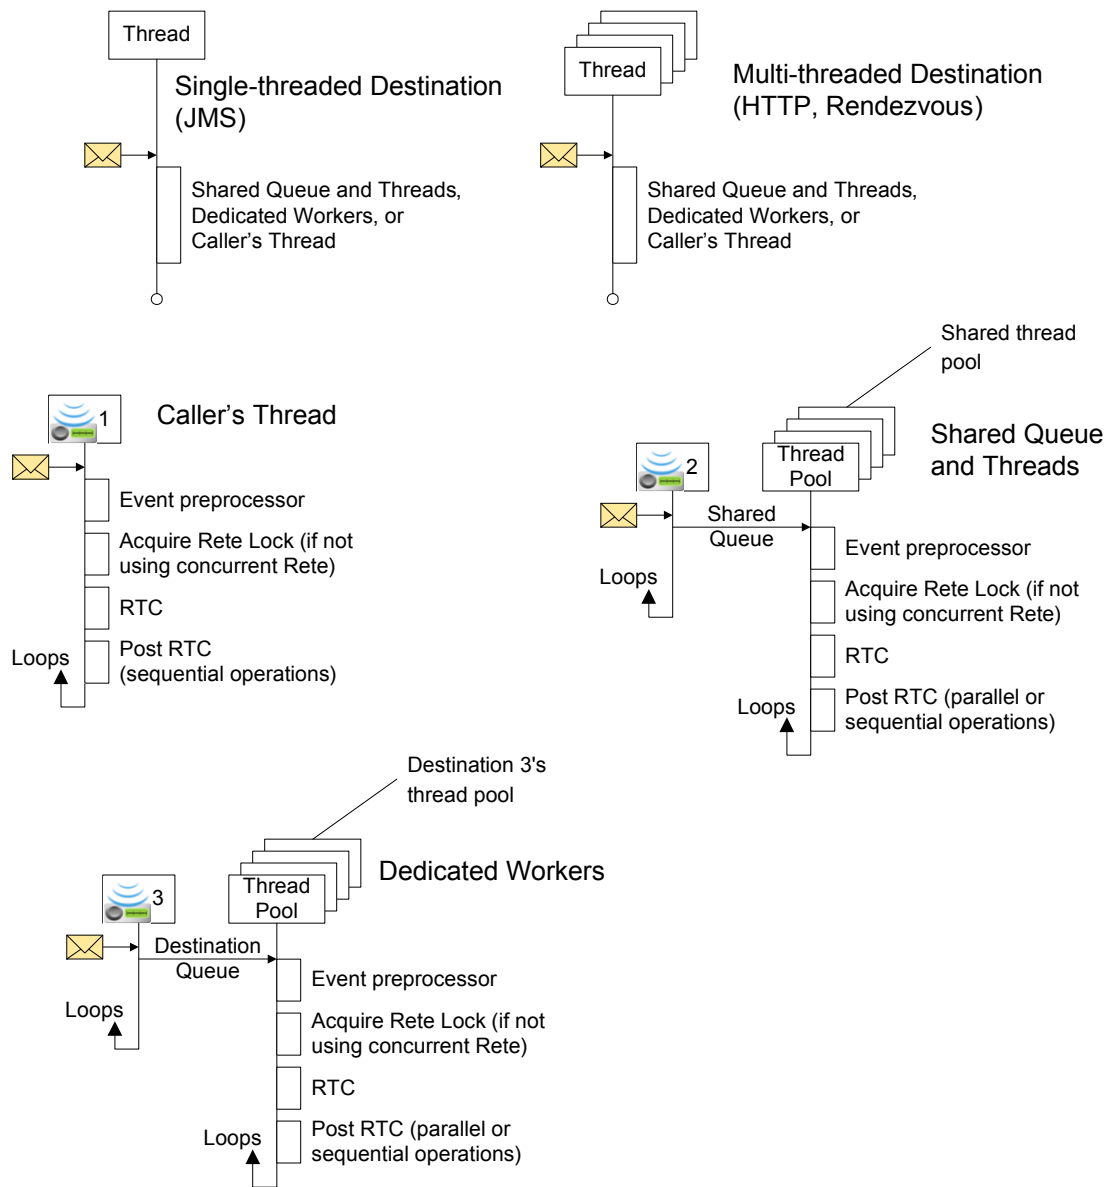 Thread
Single-threaded Destination
(JMS)
Shared Queue and Threads,
Dedicated Workers, or
Caller’s Thread
Thread
Multi-threaded Destination
(HTTP, Rendezvous)
Shared Queue and Threads,
Dedicated Workers, or
Caller’s Thread
1
Caller’s Thread
Event preprocessor
Acquire Rete Lock (if not
using concurrent Rete)
RTC
Post RTC
(sequential operations)
Loops
Shared thread
pool
2
Thread
Pool
Shared Queue
and Threads
Shared
Queue
Loops
Event preprocessor
Acquire Rete Lock (if not
using concurrent Rete)
RTC
Post RTC (parallel or
sequential operations)
Loops
Destination 3's
thread pool
3
Thread
Pool
Dedicated Workers
Destination
Queue
Loops
Event preprocessor
Acquire Rete Lock (if not
using concurrent Rete)
RTC
Post RTC (parallel or
sequential operations)
Loops